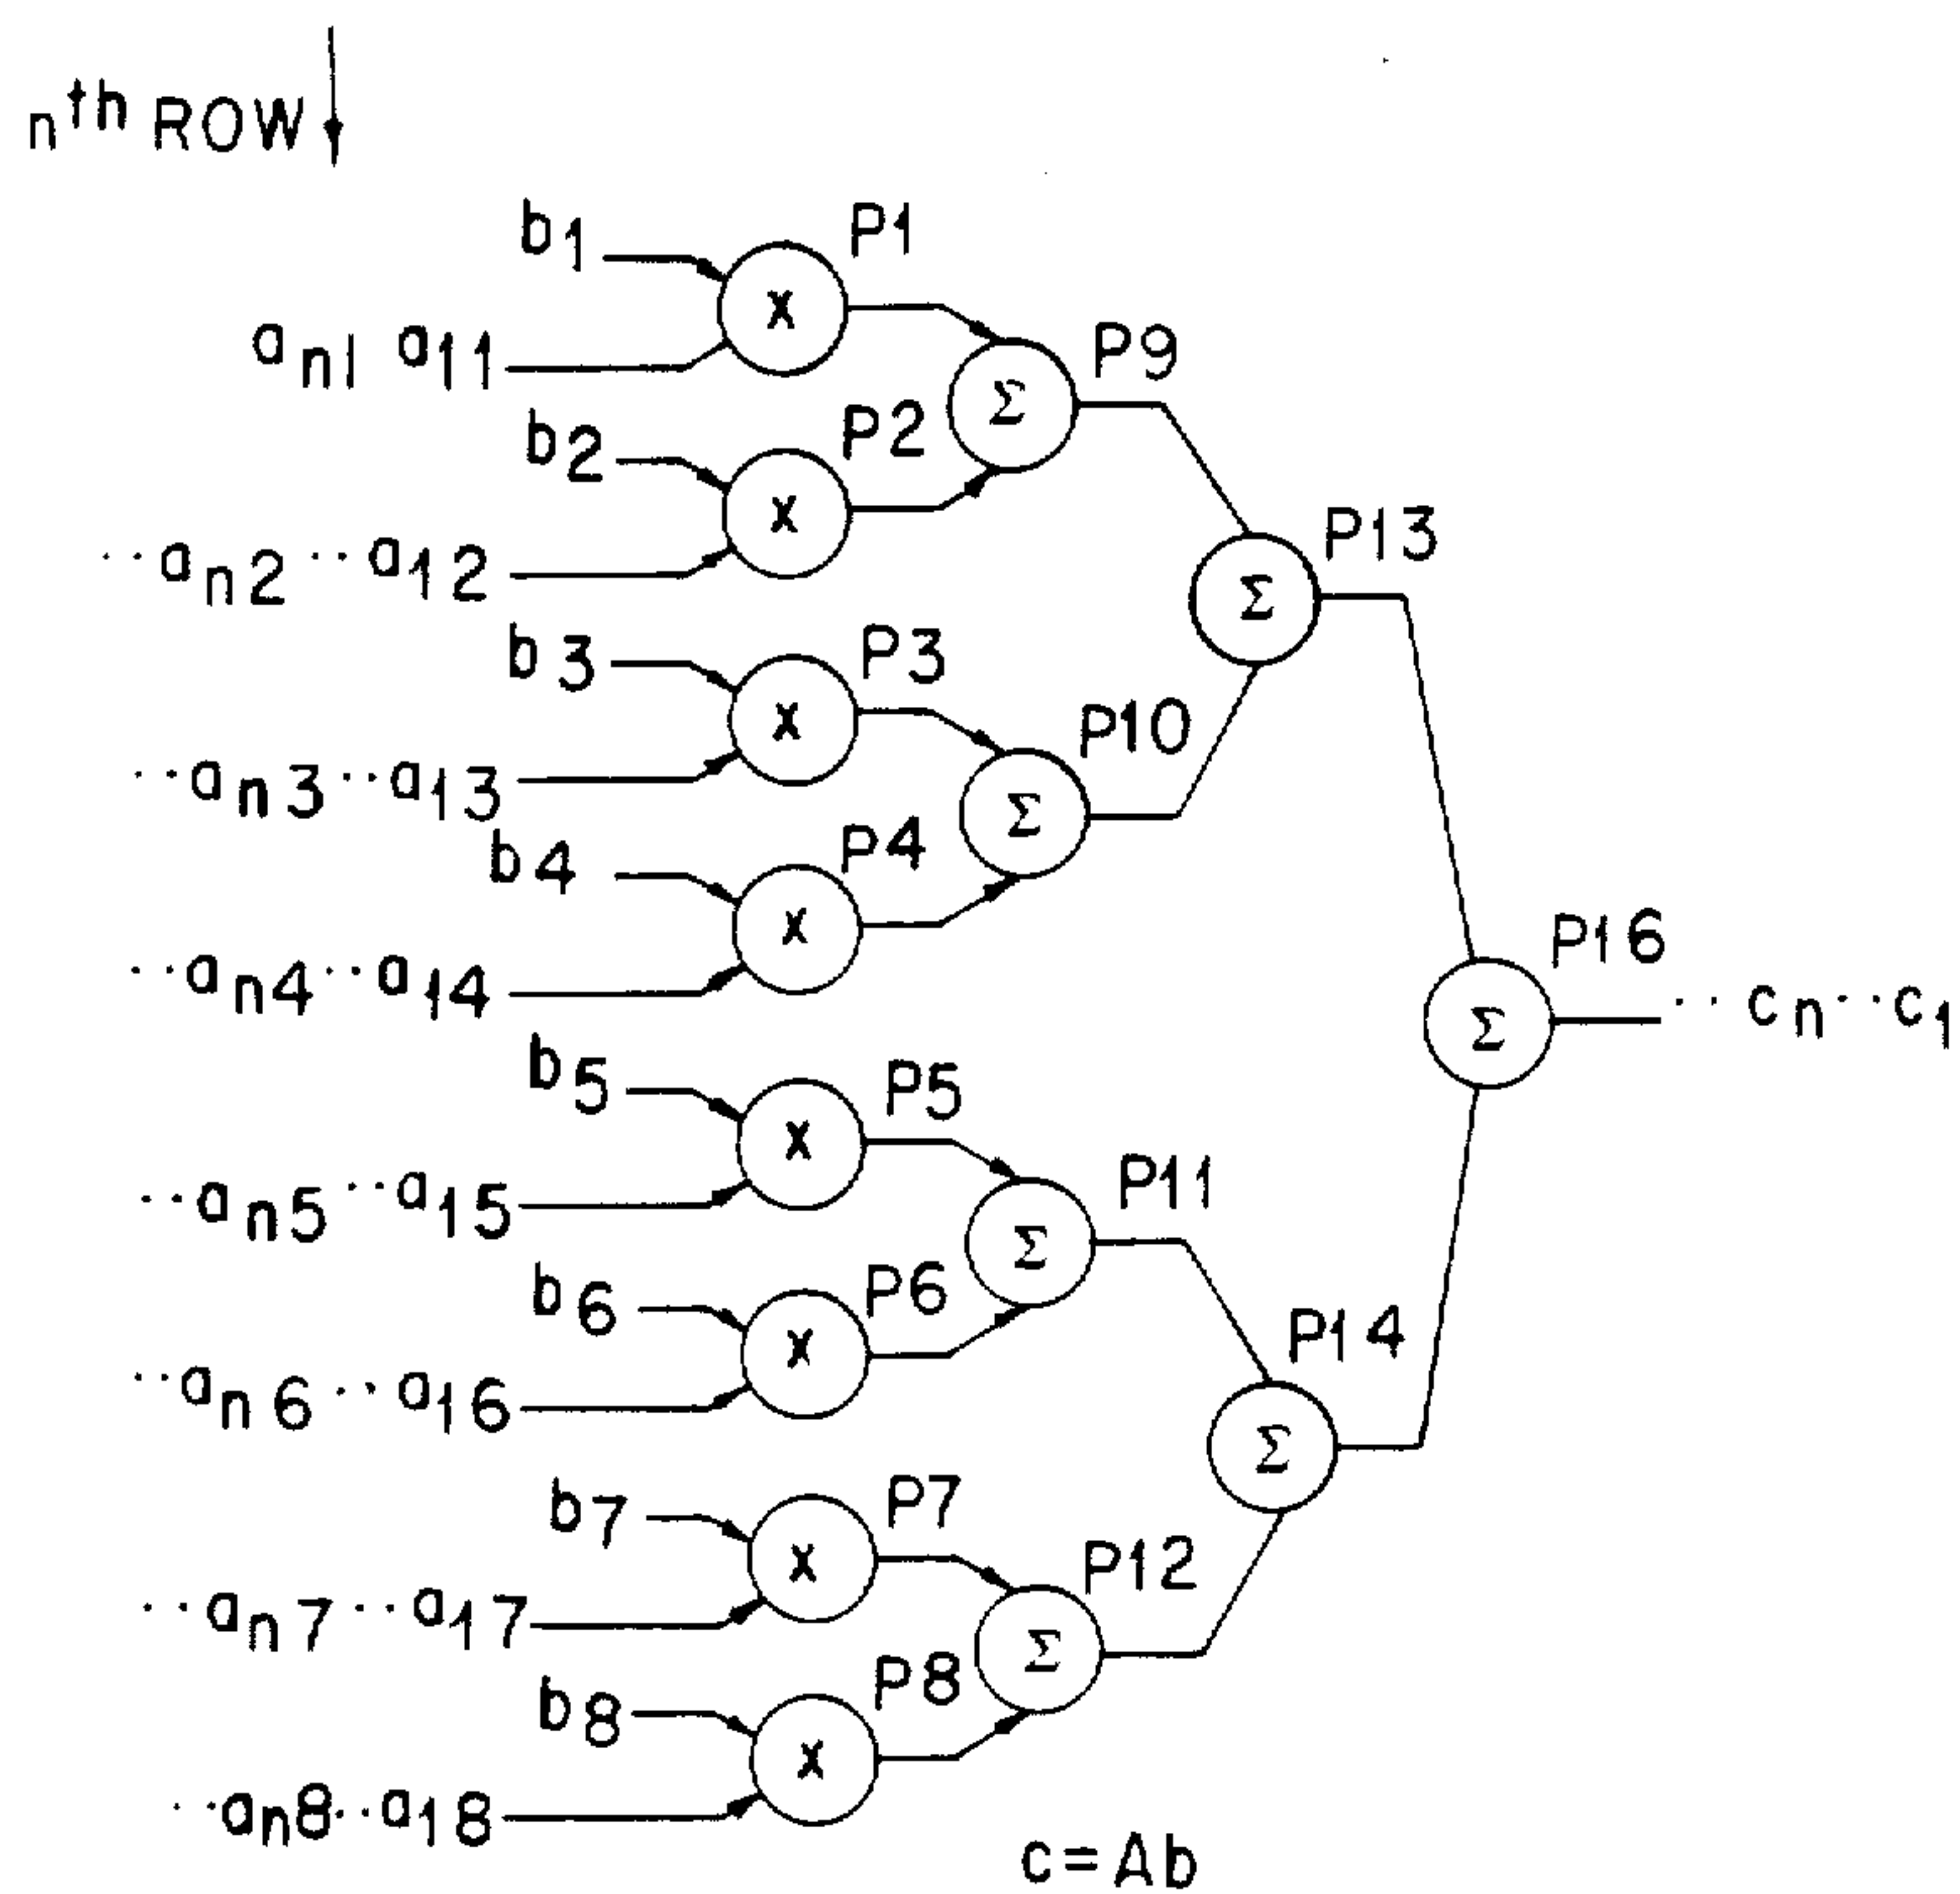 nth ROW
b1 P1
an1 a11
X
Σ
P9
b2 P2
X
··an2··a12
Σ
P13
b3 P3
X
P10
··an3··a13
Σ
b4 P4
X
··an4··a14
P16
Σ
·· cn··c1
b5 P5
X
P11
··an5··a15
Σ
b6 P6
X
P14
··an6··a16
Σ
b7 P7
X
P12
··an7··a17
Σ
b8 P8
X
··an8··a18
c=Ab